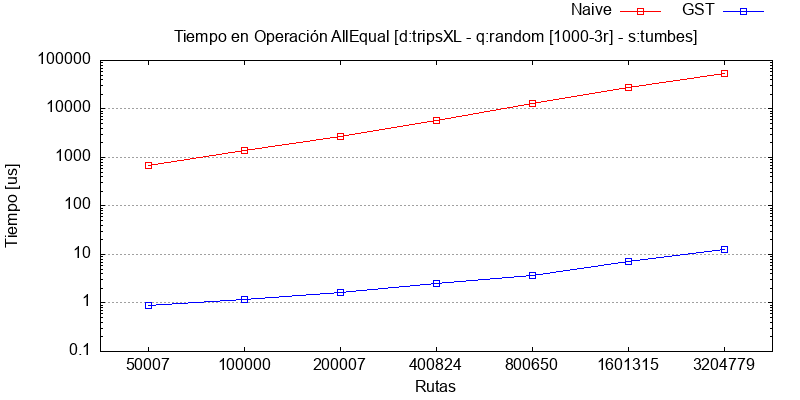 Naive GST
Tiempo en Operación AllEqual [d:tripsXL - q:random [1000-3r] - s:tumbes]
Tiempo [us]
100000
10000
1000
100
10
1
0.1
50007 100000 200007 400824 800650 1601315 3204779
Rutas